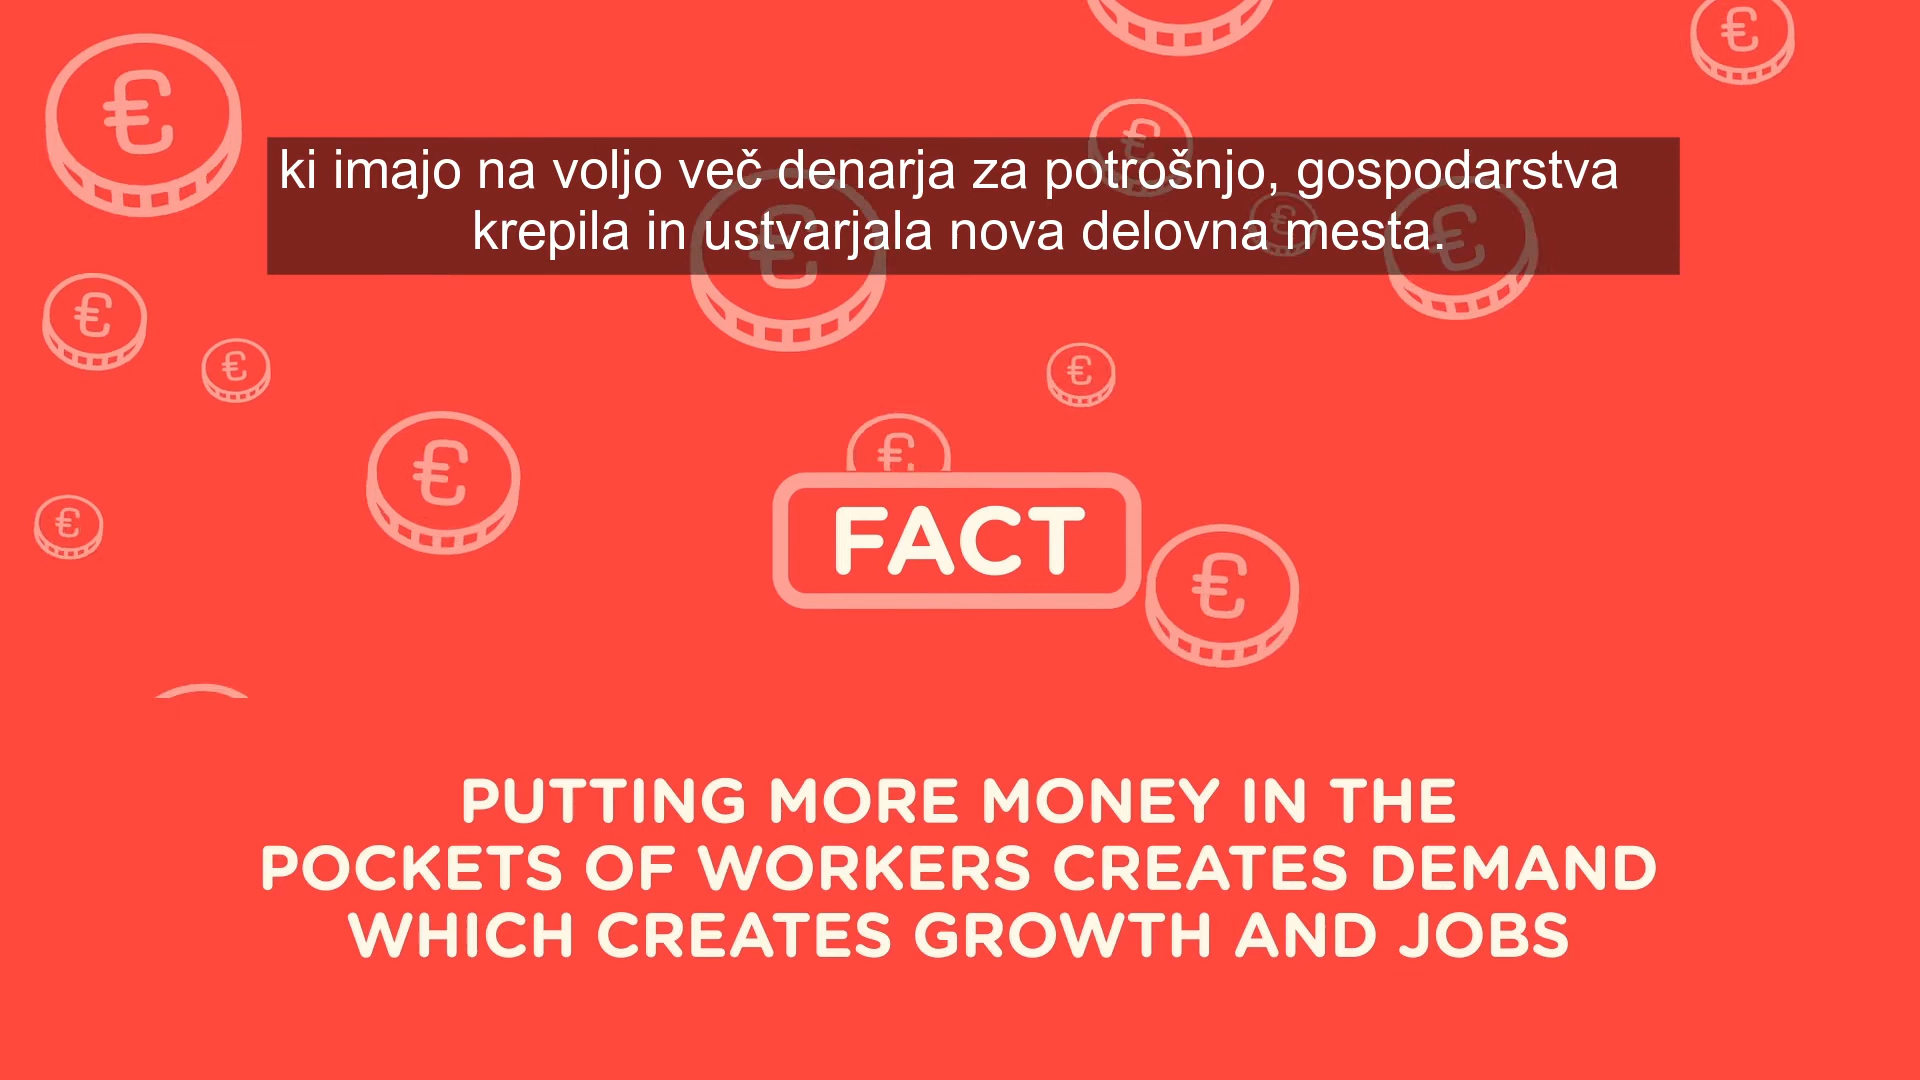 ki imajo na voljo več denarja za potrošnjo, gospodarstva
krepila in ustvarjala nova delovna mesta.
FACT
PUTTING MORE MONEY IN THE
POCKETS OF WORKERS CREATES DEMAND
WHICH CREATES GROWTH AND JOBS